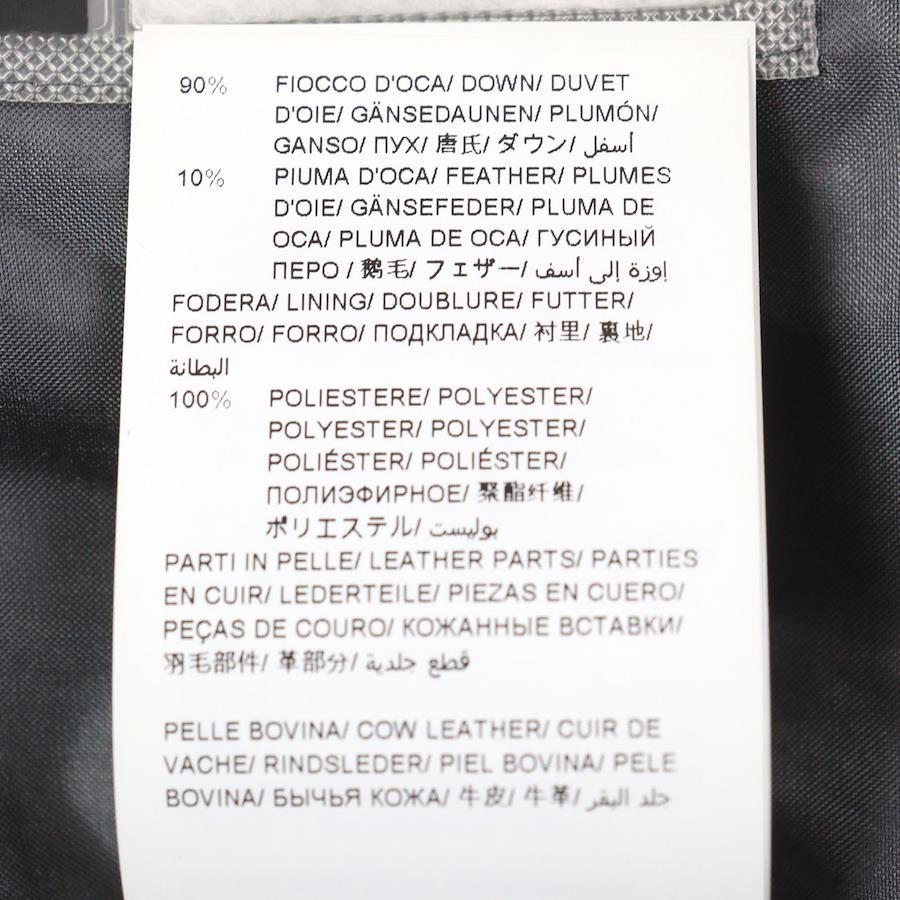 90% FIOCCO D'OCA/ DOWN/ DUVET
D'OIE/ GÄNSEDAUNEN/ PLUMÓN/
GANSO/ ПУХ/ 唐氏/ ダウン/ أسفل
10% PIUMA D'OCA/ FEATHER/ PLUMES
D'OIE/ GÄNSEFEDER/ PLUMA DE
OCA/ PLUMA DE OCA/ ГУСИНЫЙ
ПЕРО / 鹅毛/ フェザー/ إوزة إلى أسف
FODERA/ LINING/ DOUBLURE/ FUTTER/
FORRO/ FORRO/ ПОДКЛАДКА/ 衬里/ 裏地/
البطانة
100% POLIESTERE/ POLYESTER/
POLYESTER/ POLYESTER/
POLIÉSTER/ POLIÉSTER/
ПОЛИЭФИРНОЕ/ 聚酯纤维/
ポリエステル/ بوليست
PARTI IN PELLE/ LEATHER PARTS/ PARTIES
EN CUIR/ LEDERTEILE/ PIEZAS EN CUERO/
PEÇAS DE COURO/ КОЖАННЫЕ ВСТАВКИ/
羽毛部件/ 革部分/ قطع جلدية
PELLE BOVINA/ COW LEATHER/ CUIR DE
VACHE/ RINDSLEDER/ PIEL BOVINA/ PELE
BOVINA/ БЫЧЬЯ КОЖА/ 牛皮/ 牛革/ جلد البقر